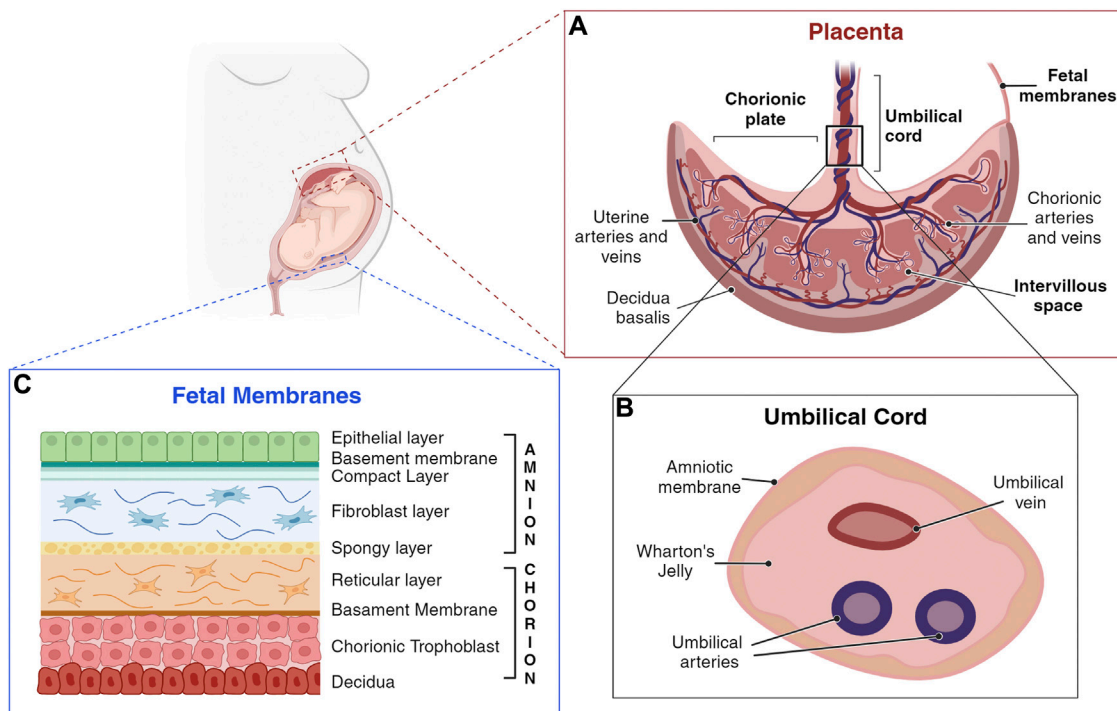 A
Placenta
Fetal
membranes
Chorionic
plate
Umbilical
cord
Uterine
arteries and
veins
Chorionic
arteries
and veins
Decidua
basalis
Intervillous
space
B
Umbilical Cord
Amniotic
membrane
Umbilical
vein
Wharton's
Jelly
Umbilical
arteries
C
Fetal Membranes
Epithelial layer
Basement membrane
Compact Layer
Fibroblast layer
Spongy layer
AMNION
Reticular layer
Basament Membrane
Chorionic Trophoblast
Decidua
CHORION